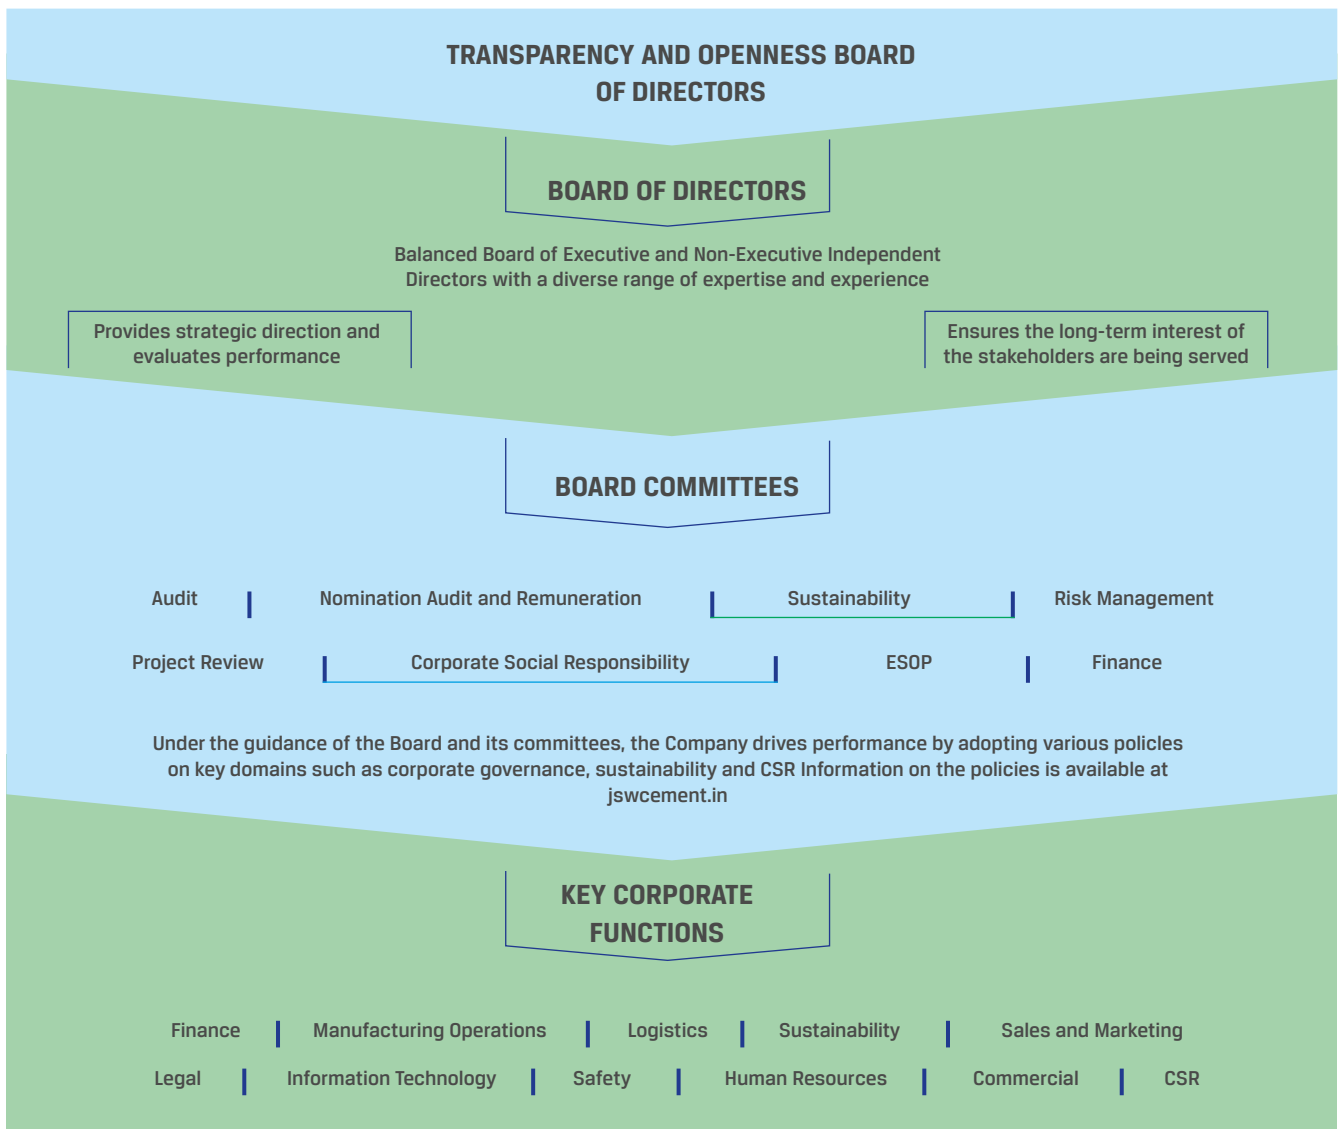 TRANSPARENCY AND OPENNESS BOARD
OF DIRECTORS
BOARD OF DIRECTORS
Balanced Board of Executive and Non-Executive Independent
Directors with a diverse range of expertise and experience
Provides strategic direction and
evaluates performance
Ensures the long-term interest of
the stakeholders are being served
BOARD COMMITTEES
Audit
Nomination Audit and Remuneration
Sustainability
Risk Management
Project Review
Corporate Social Responsibility
ESOP
Finance
Under the guidance of the Board and its committees, the Company drives performance by adopting various policles
on key domains such as corporate governance, sustainability and CSR Information on the policies is available at
jswcement.in
KEY CORPORATE
FUNCTIONS
Finance
Manufacturing Operations
Logistics
Sustainability
Sales and Marketing
Legal
Information Technology
Safety
Human Resources
Commercial
CSR